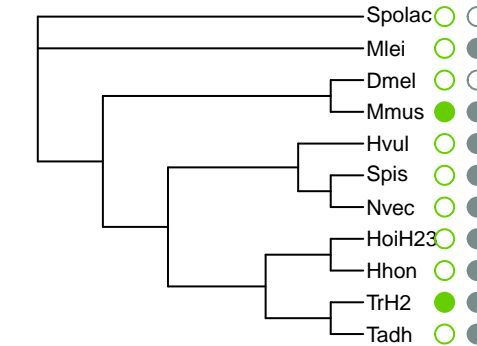 Spolac
Mlei
Dmel
Mmus
Hvul
Spis
Nvec
HoiH23
Hhon
TrH2
Tadh